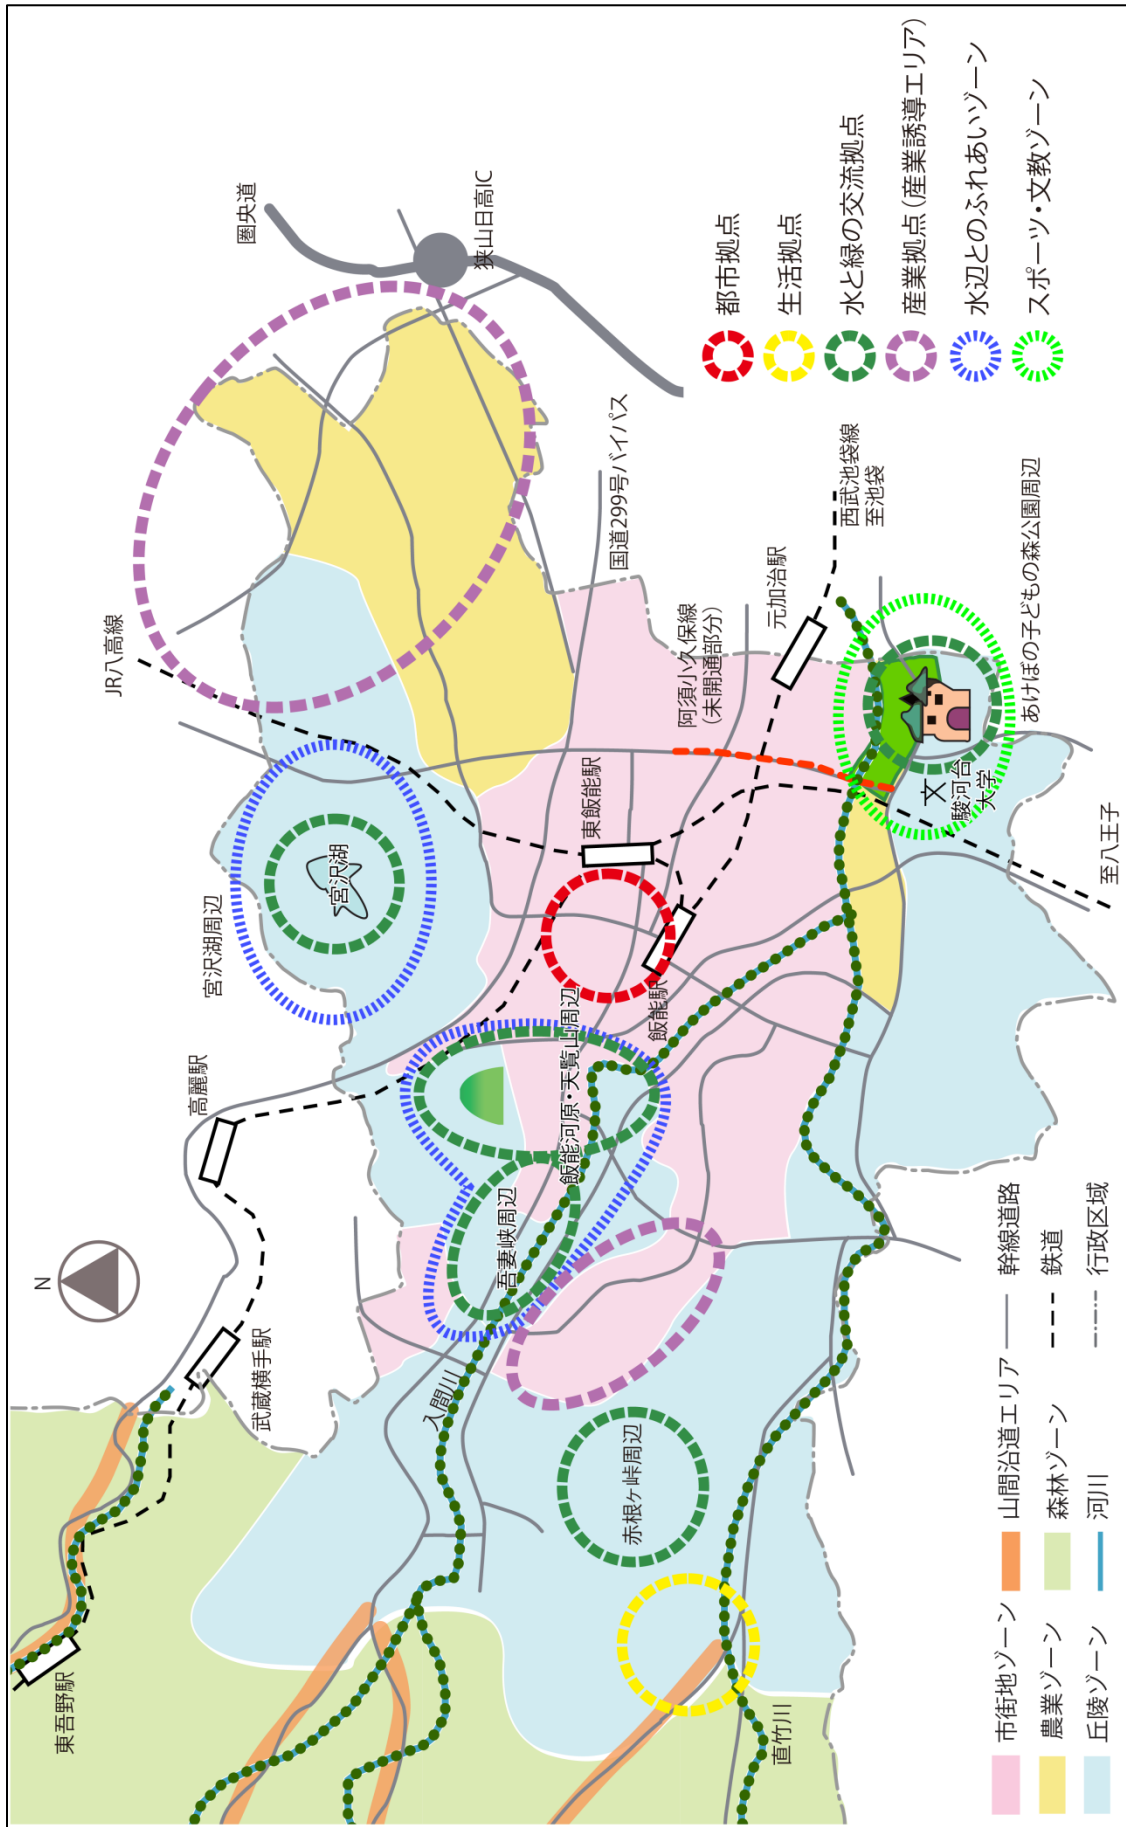 N
圏央道
狭山日高IC
JR八高線
宮沢湖周辺
宮沢湖
高麗駅
武蔵横手駅
東吾野駅
国道299号バイパス
阿須小久保線
(未開通部分)
東飯能駅
飯能駅
元加治駅
西武池袋線
至池袋
飯能河原・天覧山周辺
吾妻峡周辺
入間川
赤根ヶ峠周辺
直竹川
あけぼの子どもの森公園周辺
文
駿河台
大学
至八王子
都市拠点
生活拠点
水と緑の交流拠点
産業拠点(産業誘導エリア)
水辺とのふれあいゾーン
スポーツ・文教ゾーン
市街地ゾーン
農業ゾーン
丘陵ゾーン
山間沿道エリア
森林ゾーン
河川
幹線道路
鉄道
行政区域